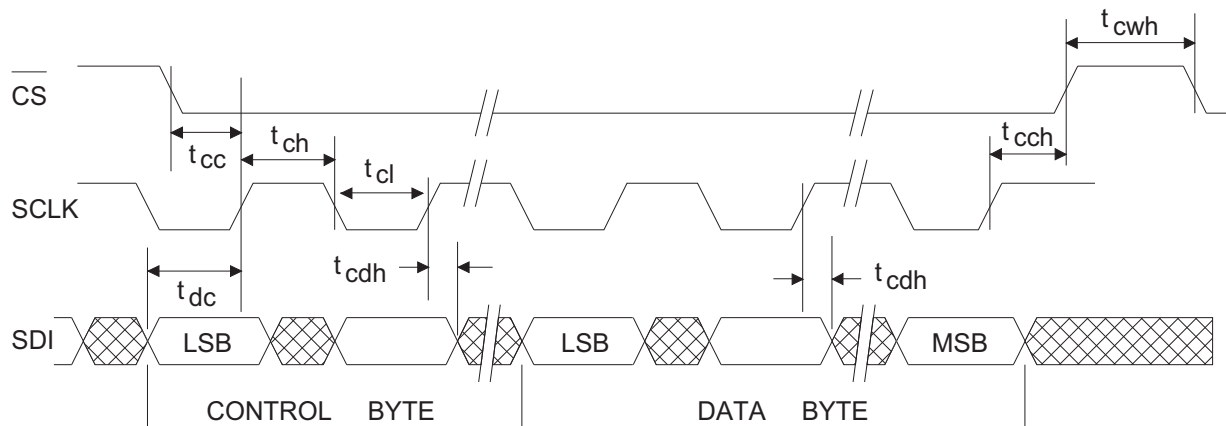 t cwh
CS
t cc
t ch
t cch
t cl
SCLK
t cdh
t cdh
t dc
SDI
LSB
LSB
MSB
CONTROL BYTE
DATA BYTE